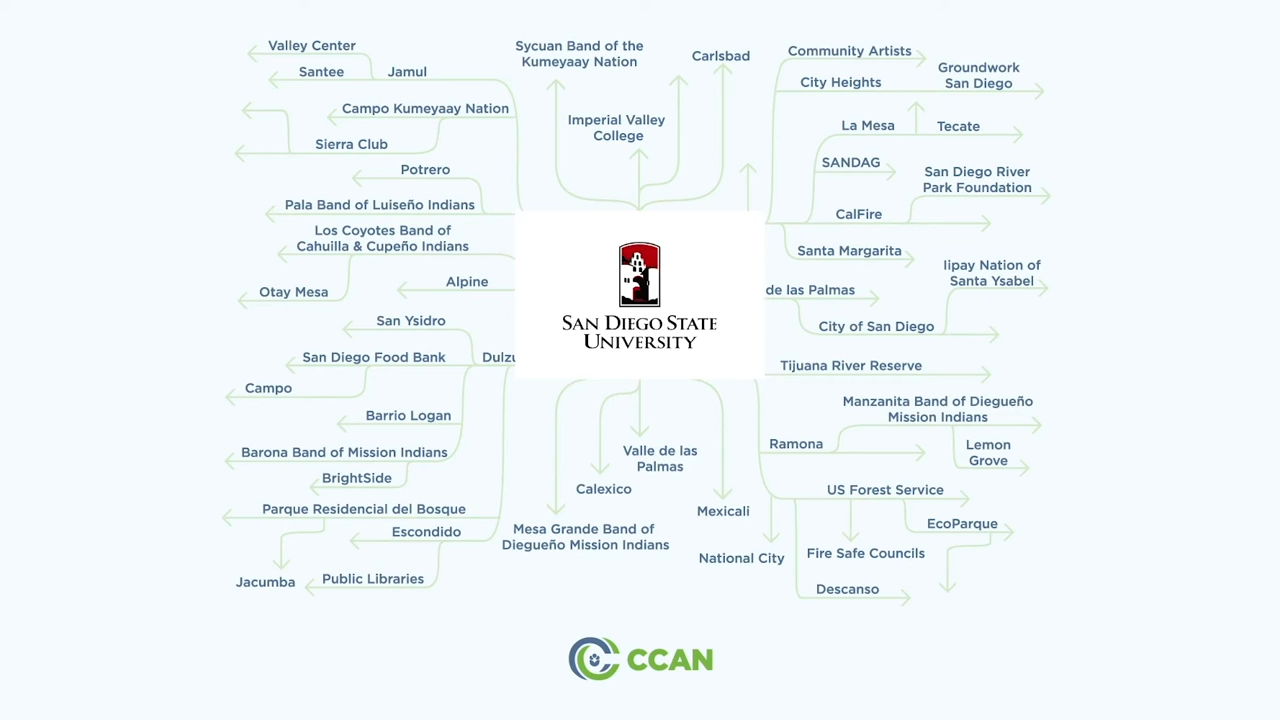 Valley Center
Santee
Jamul
Campo Kumeyaay Nation
Sierra Club
Potrero
Pala Band of Luiseño Indians
Los Coyotes Band of
Cahuilla & Cupeño Indians
Alpine
Otay Mesa
San Ysidro
San Diego Food Bank
Dulzu
Campo
Barrio Logan
Barona Band of Mission Indians
BrightSide
Parque Residencial del Bosque
Escondido
Jacumba
Public Libraries
Sycuan Band of the
Kumeyaay Nation
Carlsbad
Imperial Valley
College
SAN DIEGO STATE
UNIVERSITY
Valle de las
Palmas
Calexico
Mexicali
Mesa Grande Band of
Diegueño Mission Indians
Community Artists
City Heights
Groundwork
San Diego
La Mesa
Tecate
SANDAG
San Diego River
Park Foundation
CalFire
Santa Margarita
Iipay Nation of
Santa Ysabel
de las Palmas
City of San Diego
Tijuana River Reserve
Manzanita Band of Diegueño
Mission Indians
Ramona
Lemon
Grove
US Forest Service
EcoParque
National City
Fire Safe Councils
Descanso
CCAN